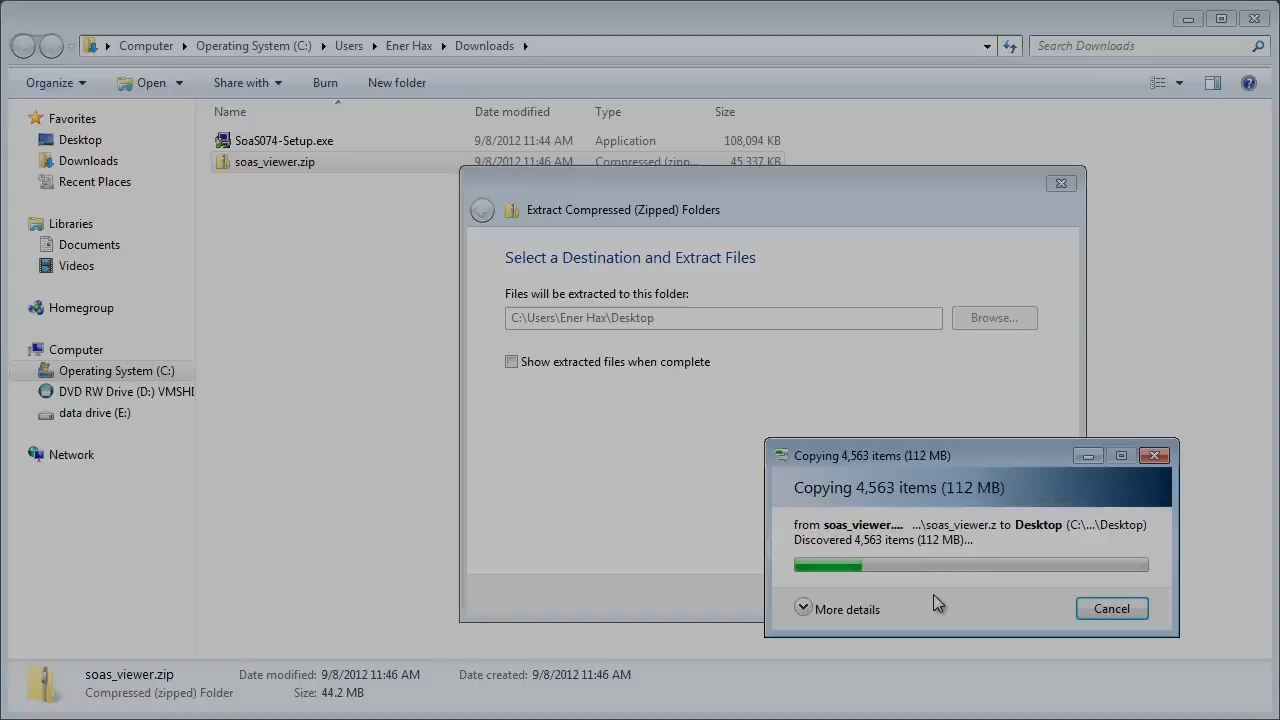 Computer Operating System (C:) Users Ener Hax Downloads
Search Downloads
Organize Open Share with Burn New folder
Name Date modified Type Size
SoaS074-Setup.exe 9/8/2012 11:44 AM Application 108,094 KB
soas_viewer.zip 9/8/2012 11:46 AM Compressed (zipp... 45,337 KB
Favorites
Desktop
Downloads
Recent Places
Libraries
Documents
Videos
Homegroup
Computer
Operating System (C:)
DVD RW Drive (D:) VMSHD
data drive (E:)
Network
Extract Compressed (Zipped) Folders
Select a Destination and Extract Files
Files will be extracted to this folder:
C:\Users\Ener Hax\Desktop
Browse...
Show extracted files when complete
Copying 4,563 items (112 MB)
Copying 4,563 items (112 MB)
from soas_viewer.... ...\soas_viewer.z to Desktop (C:\...\Desktop)
Discovered 4,563 items (112 MB)...
More details
Cancel
soas_viewer.zip Date modified: 9/8/2012 11:46 AM Date created: 9/8/2012 11:46 AM
Compressed (zipped) Folder Size: 44.2 MB